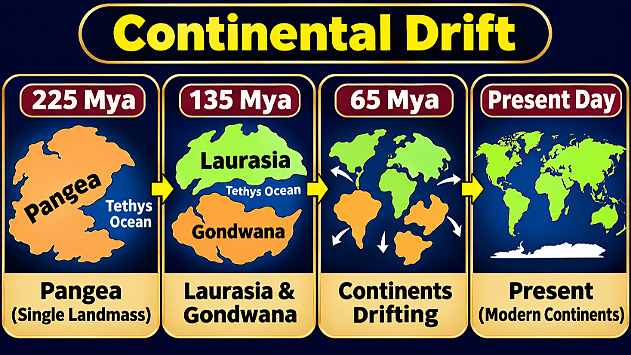 Continental Drift
225 Mya
135 Mya
65 Mya
Present Day
Pangea
Tethys
Ocean
Laurasia
Tethys Ocean
Gondwana
Pangea
(Single Landmass)
Laurasia &
Gondwana
Continents
Drifting
Present
(Modern Continents)